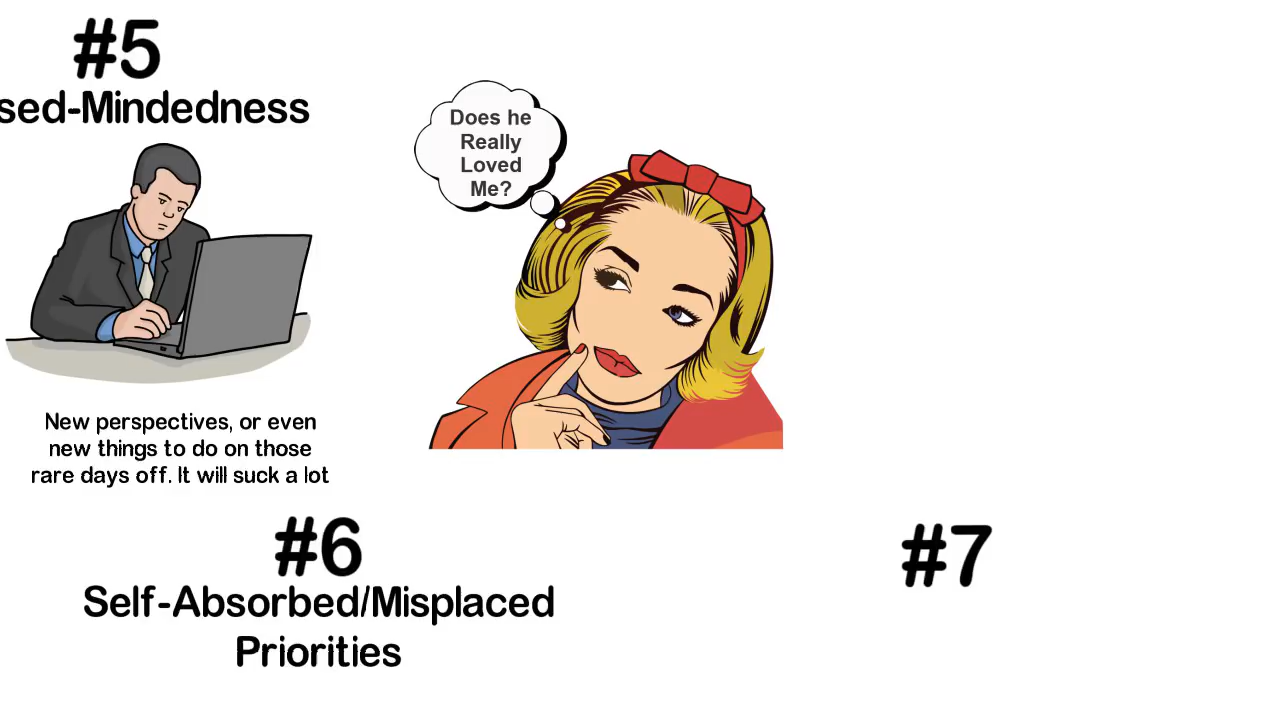 #5
sed-Mindedness
Does he
Really
Loved
Me?
New perspectives, or even
new things to do on those
rare days off. It will suck a lot
#6
Self-Absorbed/Misplaced
Priorities
#7